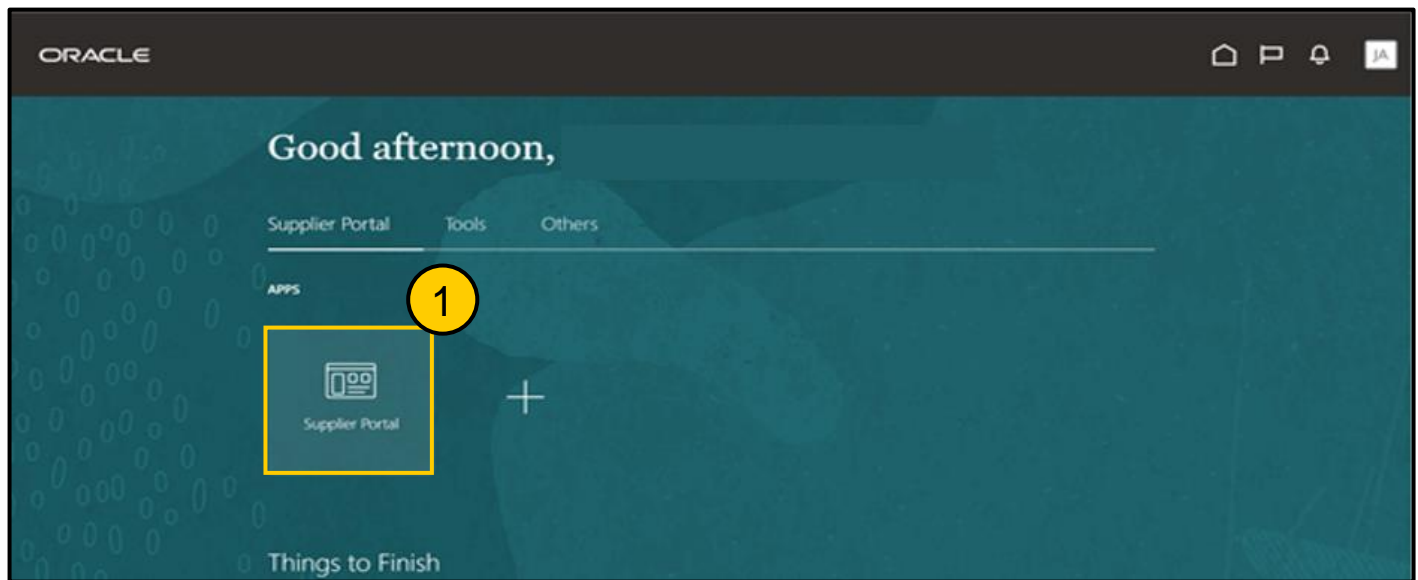 ORACLE
JA
Good afternoon,
Supplier Portal Tools Others
APPS
1
Supplier Portal
Things to Finish